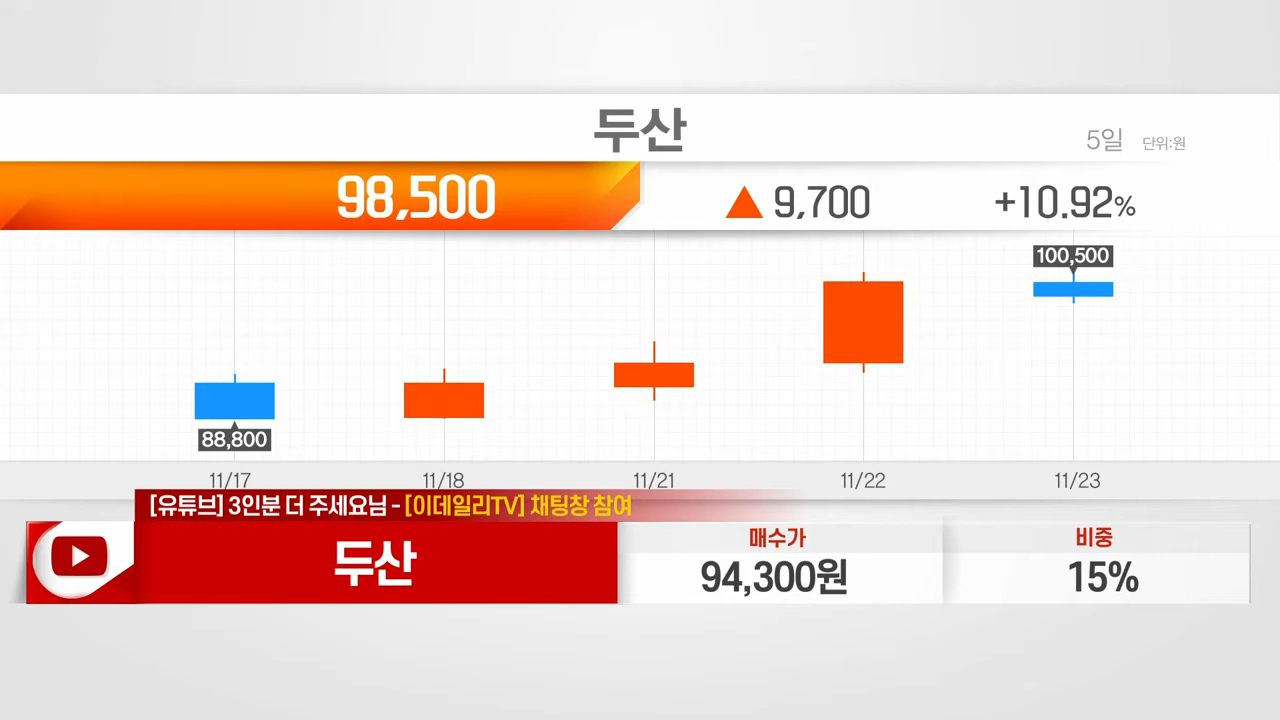 두산
5일 단위:원
98,500 ▲ 9,700 +10.92%
100,500
88,800
11/17 11/18 11/21 11/22 11/23
[유튜브] 3인분 더 주세요님 - [이데일리TV] 채팅창 참여
두산
매수가
94,300원
비중
15%